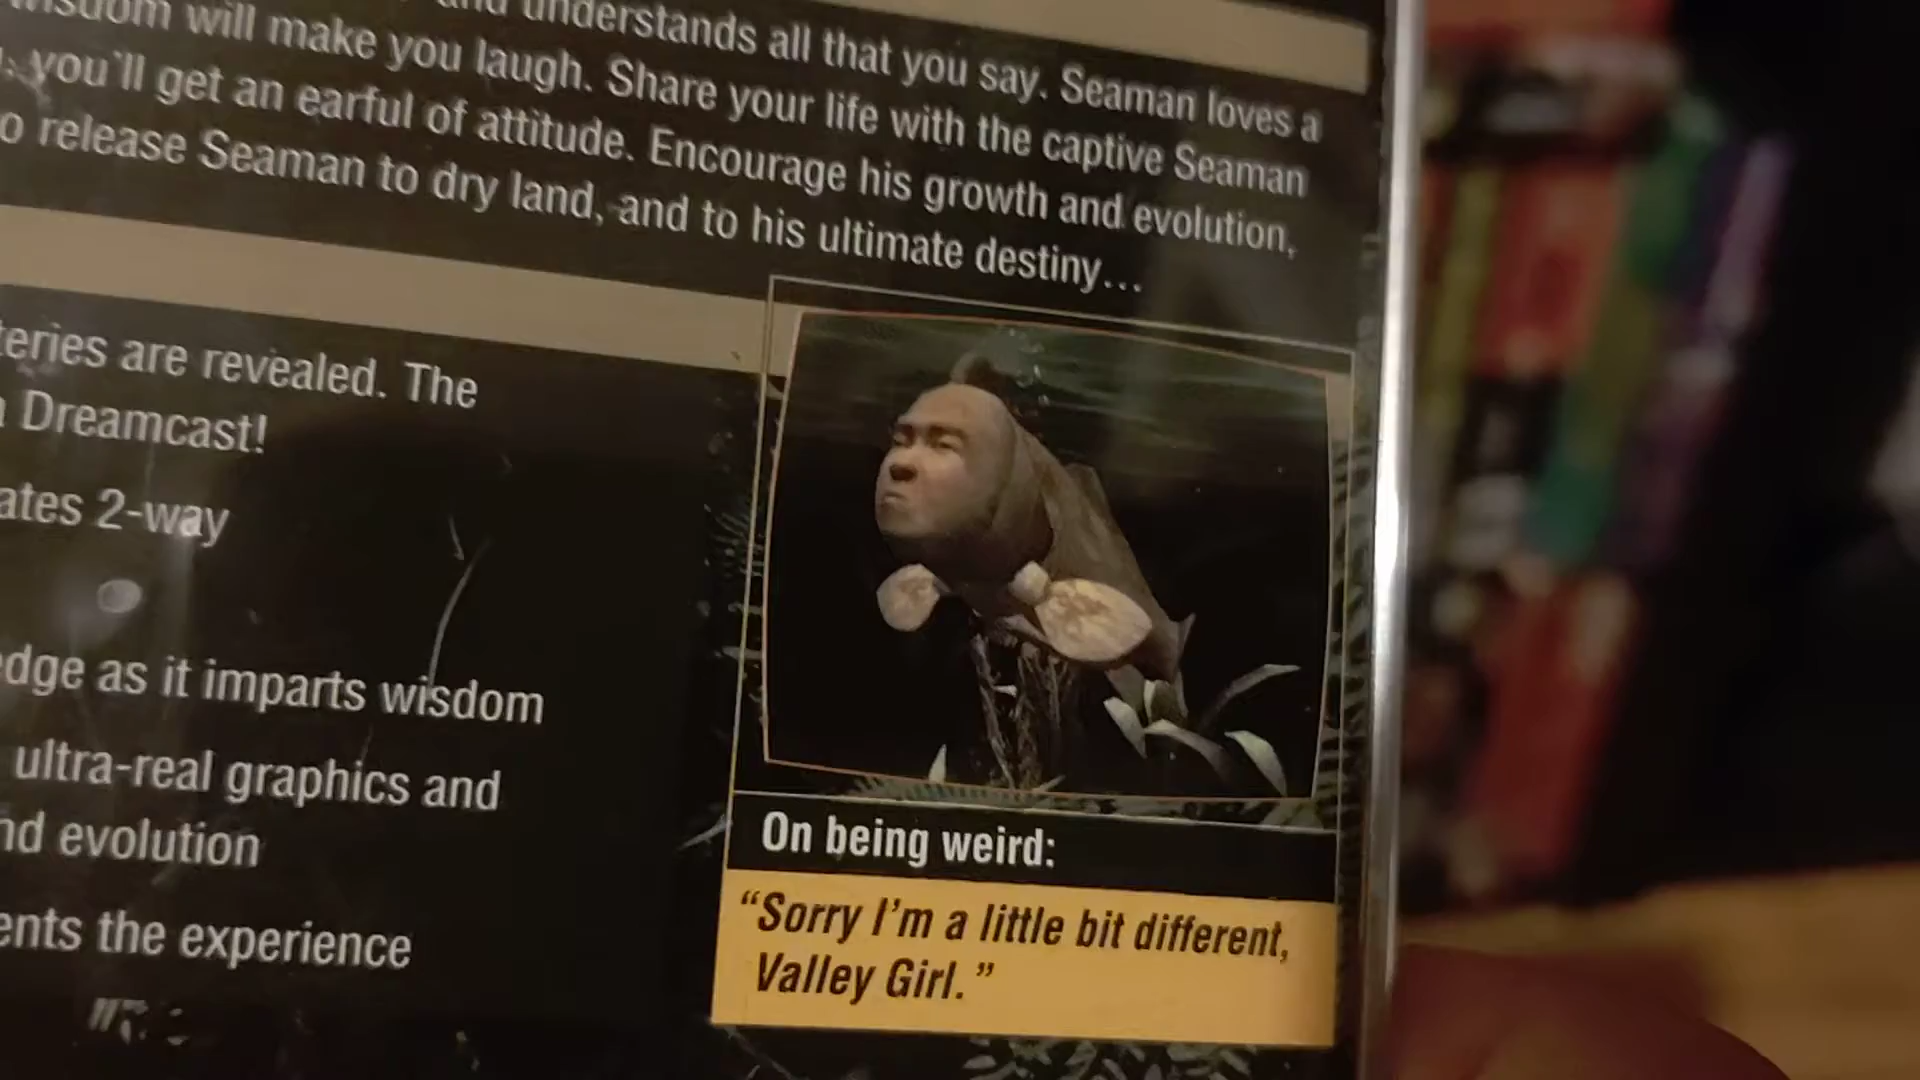 wisdom will make you laugh. understands all that you say. Seaman loves a
you'll get an earful of attitude. Share your life with the captive Seaman
o release Seaman to dry land, and to his ultimate destiny... Encourage his growth and evolution,
teries are revealed. The
Dreamcast!
ates 2-way
edge as it imparts wisdom
ultra-real graphics and
nd evolution
ents the experience
On being weird:
“Sorry I’m a little bit different,
Valley Girl.”